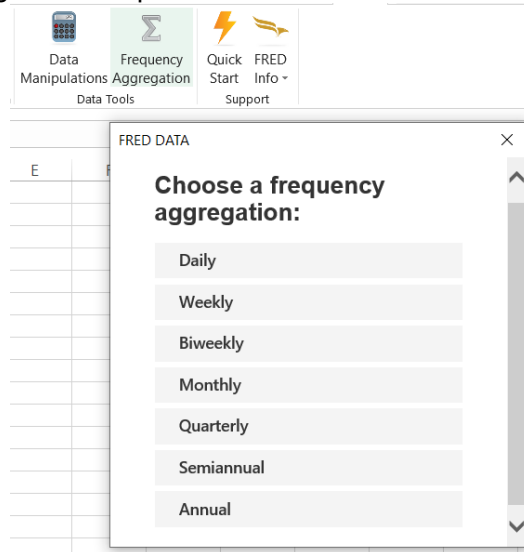 Data Manipulations
Frequency Aggregation
Quick Start
FRED Info
Data Tools
Support
FRED DATA
E
Choose a frequency
aggregation:
Daily
Weekly
Biweekly
Monthly
Quarterly
Semiannual
Annual